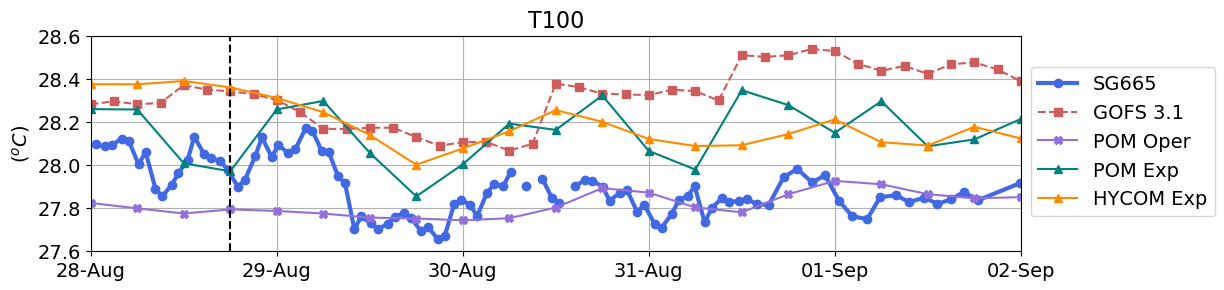 T100
(°C)
28.6
28.4
28.2
28.0
27.8
27.6
28-Aug
29-Aug
30-Aug
31-Aug
01-Sep
02-Sep
SG665
GOFS 3.1
POM Oper
POM Exp
HYCOM Exp